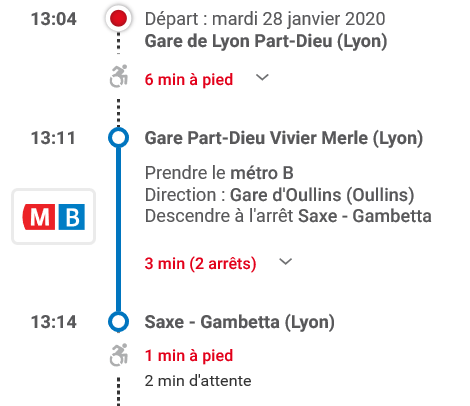 13:04 Départ : mardi 28 janvier 2020
Gare de Lyon Part-Dieu (Lyon)
6 min à pied
13:11 Gare Part-Dieu Vivier Merle (Lyon)
Prendre le métro B
Direction : Gare d'Oullins (Oullins)
Descendre à l'arrêt Saxe - Gambetta
M B
3 min (2 arrêts)
13:14 Saxe - Gambetta (Lyon)
1 min à pied
2 min d'attente